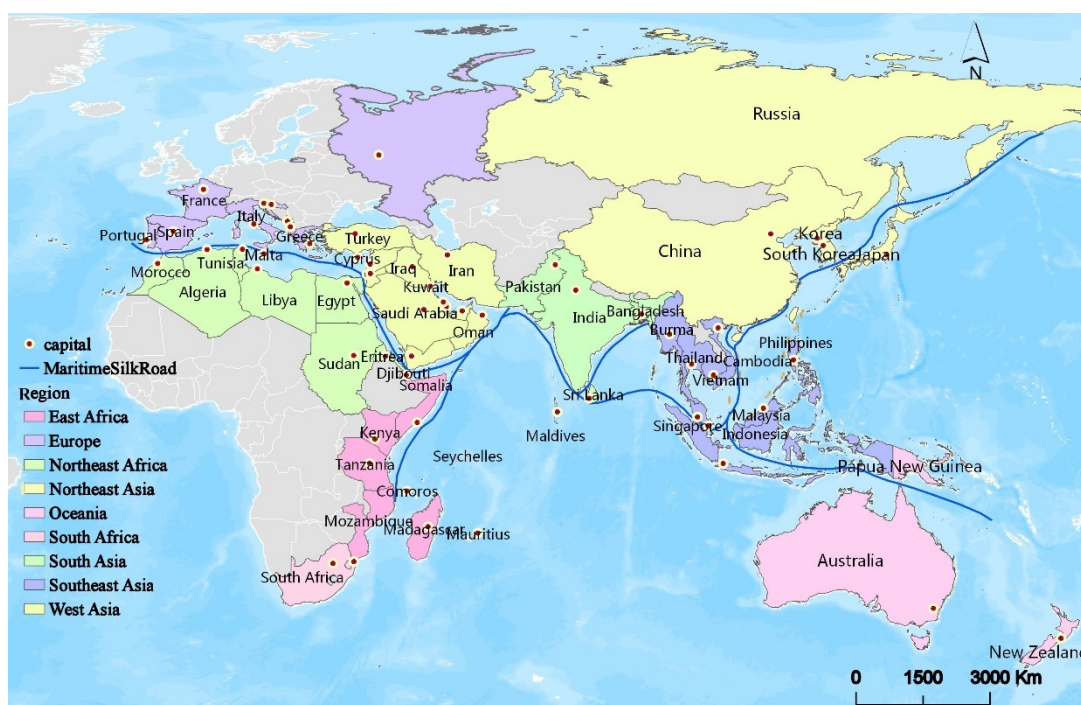 N
Russia
France
Italy
Portugal
Spain
Greece
Turkey
China
Korea
South Korea
Japan
Malta
Cyprus
Tunisia
Iraq
Iran
Morocco
Kuwait
Algeria
Libya
Egypt
Pakistan
Saudi Arabia
India
Bangladesh
Oman
Burma
Philippines
Sudan
Eritrea
Thailand
Cambodia
Djibouti
Vietnam
Somalia
Sri Lanka
Maldives
Malaysia
Singapore
Indonesia
Kenya
Seychelles
Tanzania
Papua New Guinea
Comoros
Mozambique
Madagascar
Mauritius
Australia
South Africa
New Zealand
capital
MaritimeSilkRoad
Region
East Africa
Europe
Northeast Africa
Northeast Asia
Oceania
South Africa
South Asia
Southeast Asia
West Asia
0 1500 3000 Km